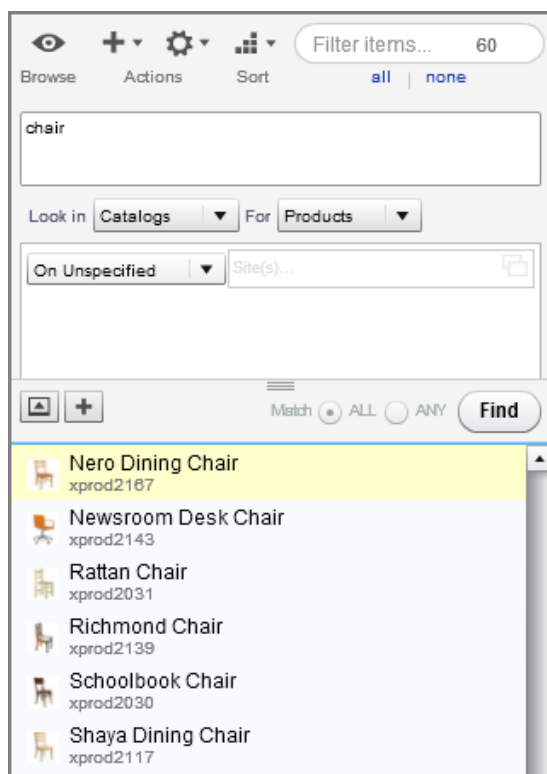 Filter items... 60
Browse Actions Sort all | none
chair
Look in Catalogs For Products
On Unspecified Site(s)...
Match ALL ANY Find
Nero Dining Chair
xprod2167
Newsroom Desk Chair
xprod2143
Rattan Chair
xprod2031
Richmond Chair
xprod2139
Schoolbook Chair
xprod2030
Shaya Dining Chair
xprod2117